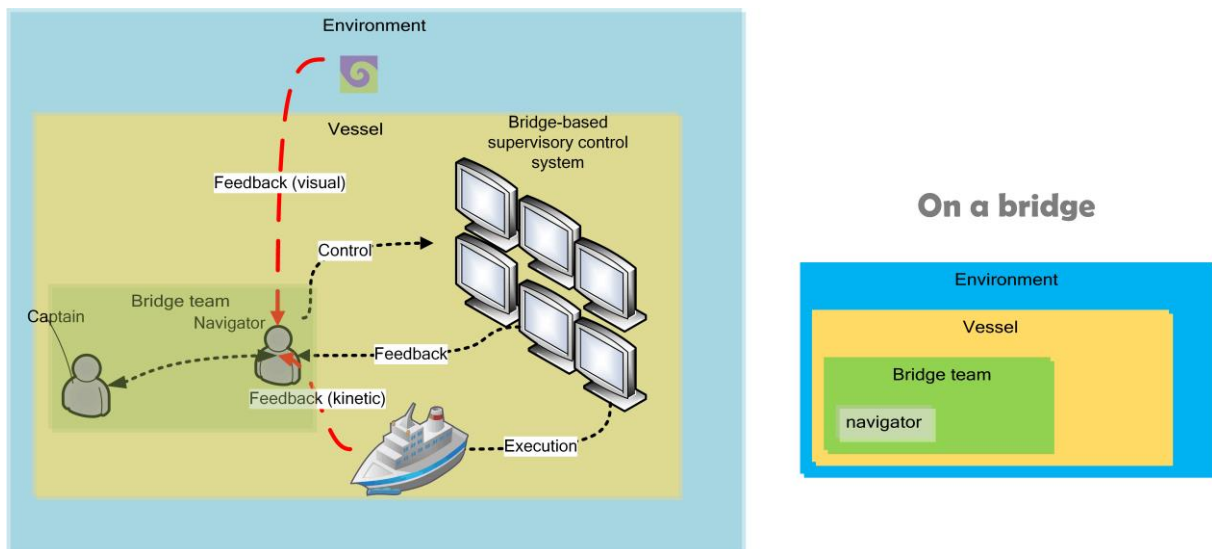 Environment
Vessel
Bridge-based
supervisory control
system
Feedback (visual)
Control
Bridge team
Navigator
Captain
Feedback
Feedback (kinetic)
Execution
On a bridge
Environment
Vessel
Bridge team
navigator